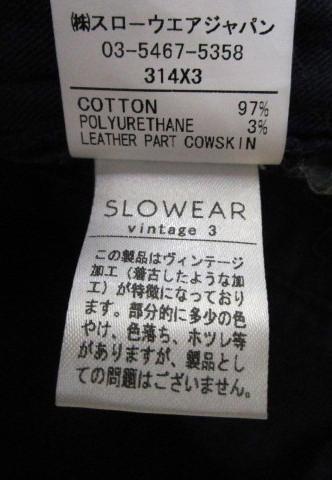 ㈱スローウエアジャパン
03-5467-5358
314X3
COTTON 97%
POLYURETHANE 3%
LEATHER PART COWSKIN
SLOWEAR
vintage 3
この製品はヴィンテージ
加工（着古したような加
工）が特徴になっており
ます。部分的に多少の色
やけ、色落ち、ホツレ等
がありますが、製品とし
ての問題はございません。